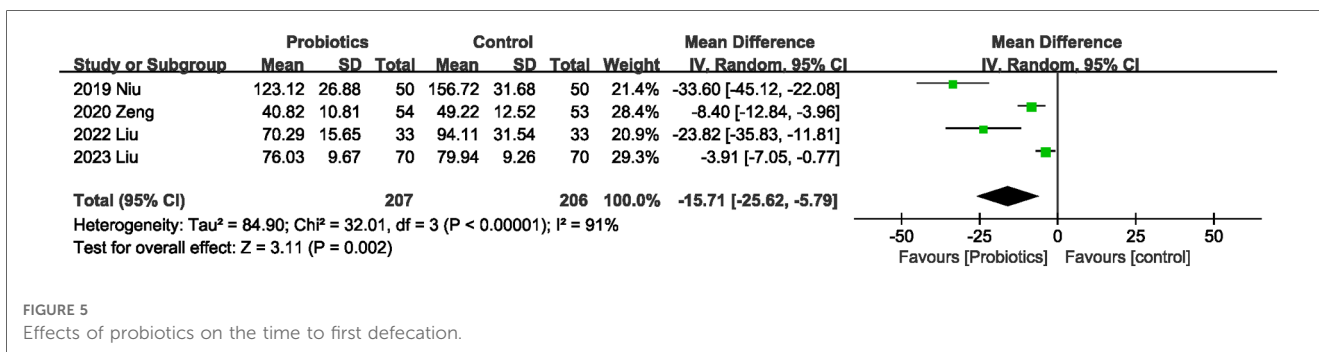 Probiotics Control Mean Difference Mean Difference
Study or Subgroup Mean SD Total Mean SD Total Weight IV. Random. 95% CI IV. Random. 95% CI
2019 Niu 123.12 26.88 50 156.72 31.68 50 21.4% -33.60 [-45.12, -22.08]
2020 Zeng 40.82 10.81 54 49.22 12.52 53 28.4% -8.40 [-12.84, -3.96]
2022 Liu 70.29 15.65 33 94.11 31.54 33 20.9% -23.82 [-35.83, -11.81]
2023 Liu 76.03 9.67 70 79.94 9.26 70 29.3% -3.91 [-7.05, -0.77]
Total (95% CI) 207 206 100.0% -15.71 [-25.62, -5.79]
Heterogeneity: Tau² = 84.90; Chi² = 32.01, df = 3 (P < 0.00001); I² = 91%
Test for overall effect: Z = 3.11 (P = 0.002)
-50 -25 0 25 50
Favours [Probiotics] Favours [control]
FIGURE 5
Effects of probiotics on the time to first defecation.